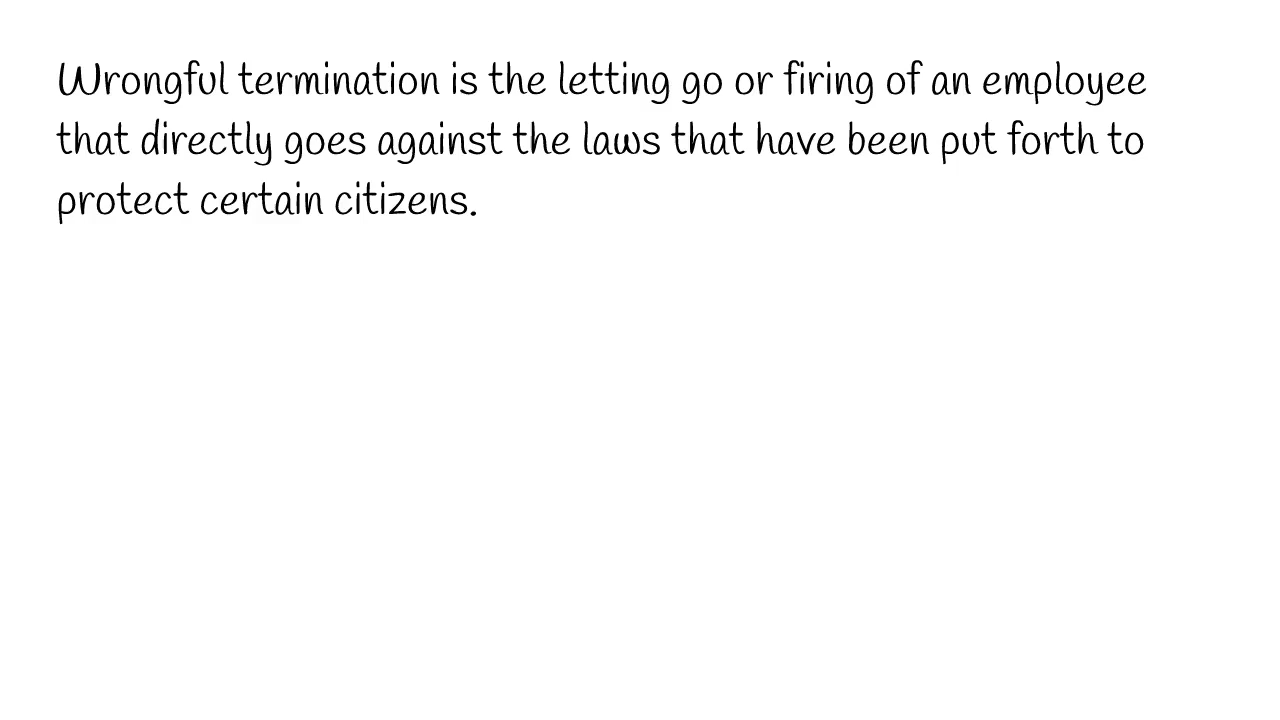 Wrongful termination is the letting go or firing of an employee
that directly goes against the laws that have been put forth to
protect certain citizens.